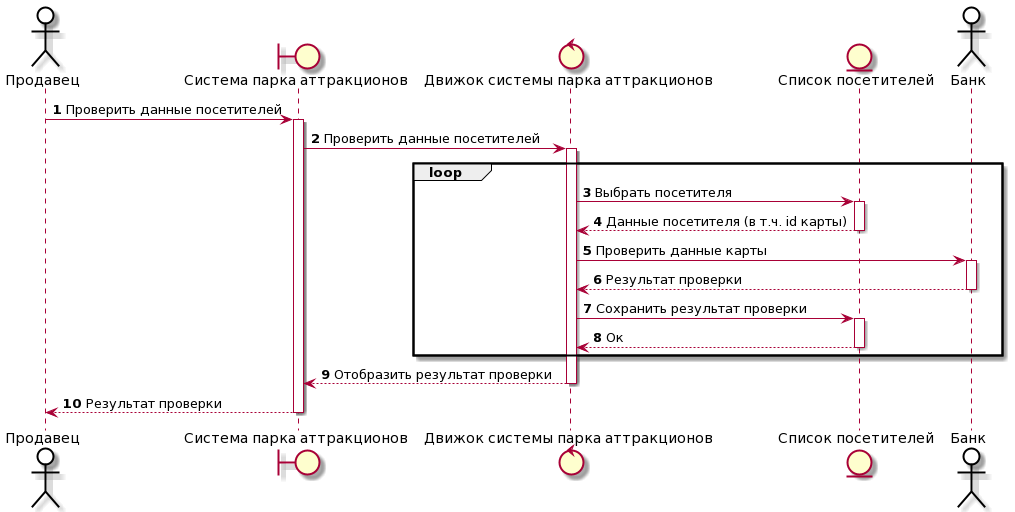 Продавец
Система парка аттракционов
Движок системы парка аттракционов
Список посетителей
Банк
1 Проверить данные посетителей
2 Проверить данные посетителей
loop
3 Выбрать посетителя
4 Данные посетителя (в т.ч. id карты)
5 Проверить данные карты
6 Результат проверки
7 Сохранить результат проверки
8 Ок
9 Отобразить результат проверки
10 Результат проверки
Продавец
Система парка аттракционов
Движок системы парка аттракционов
Список посетителей
Банк